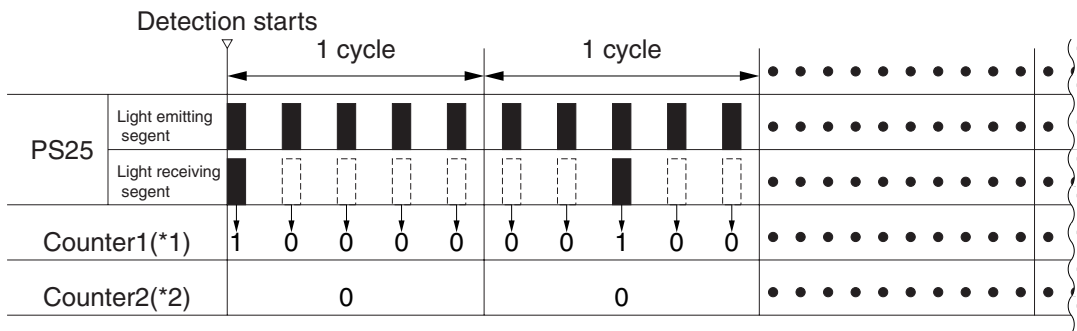 Detection starts
1 cycle 1 cycle
Light emitting
segent
PS25
Light receiving
segent
Counter1(*1) 1 0 0 0 0 0 0 1 0 0
Counter2(*2) 0 0